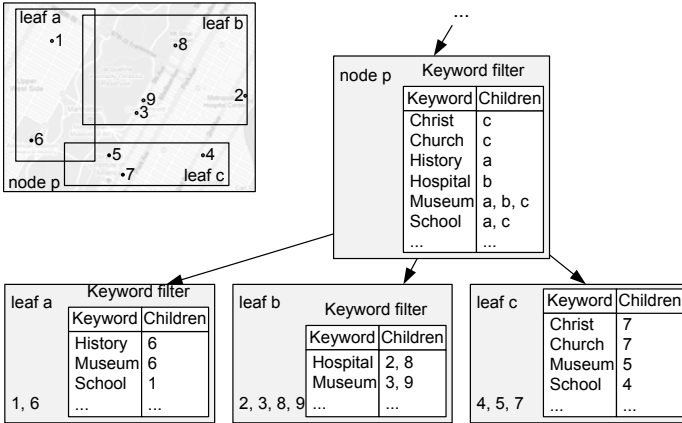 leaf a
leaf b
1
8
9
2
3
6
5
4
7
leaf c
node p
...
node p
Keyword filter
Keyword Children
Christ c
Church c
History a
Hospital b
Museum a, b, c
School a, c
... ...
leaf a
Keyword filter
Keyword Children
History 6
Museum 6
School 1
... ...
1, 6
leaf b
Keyword filter
Keyword Children
Hospital 2, 8
Museum 3, 9
... ...
2, 3, 8, 9
leaf c
Keyword Children
Christ 7
Church 7
Museum 5
School 4
... ...
4, 5, 7